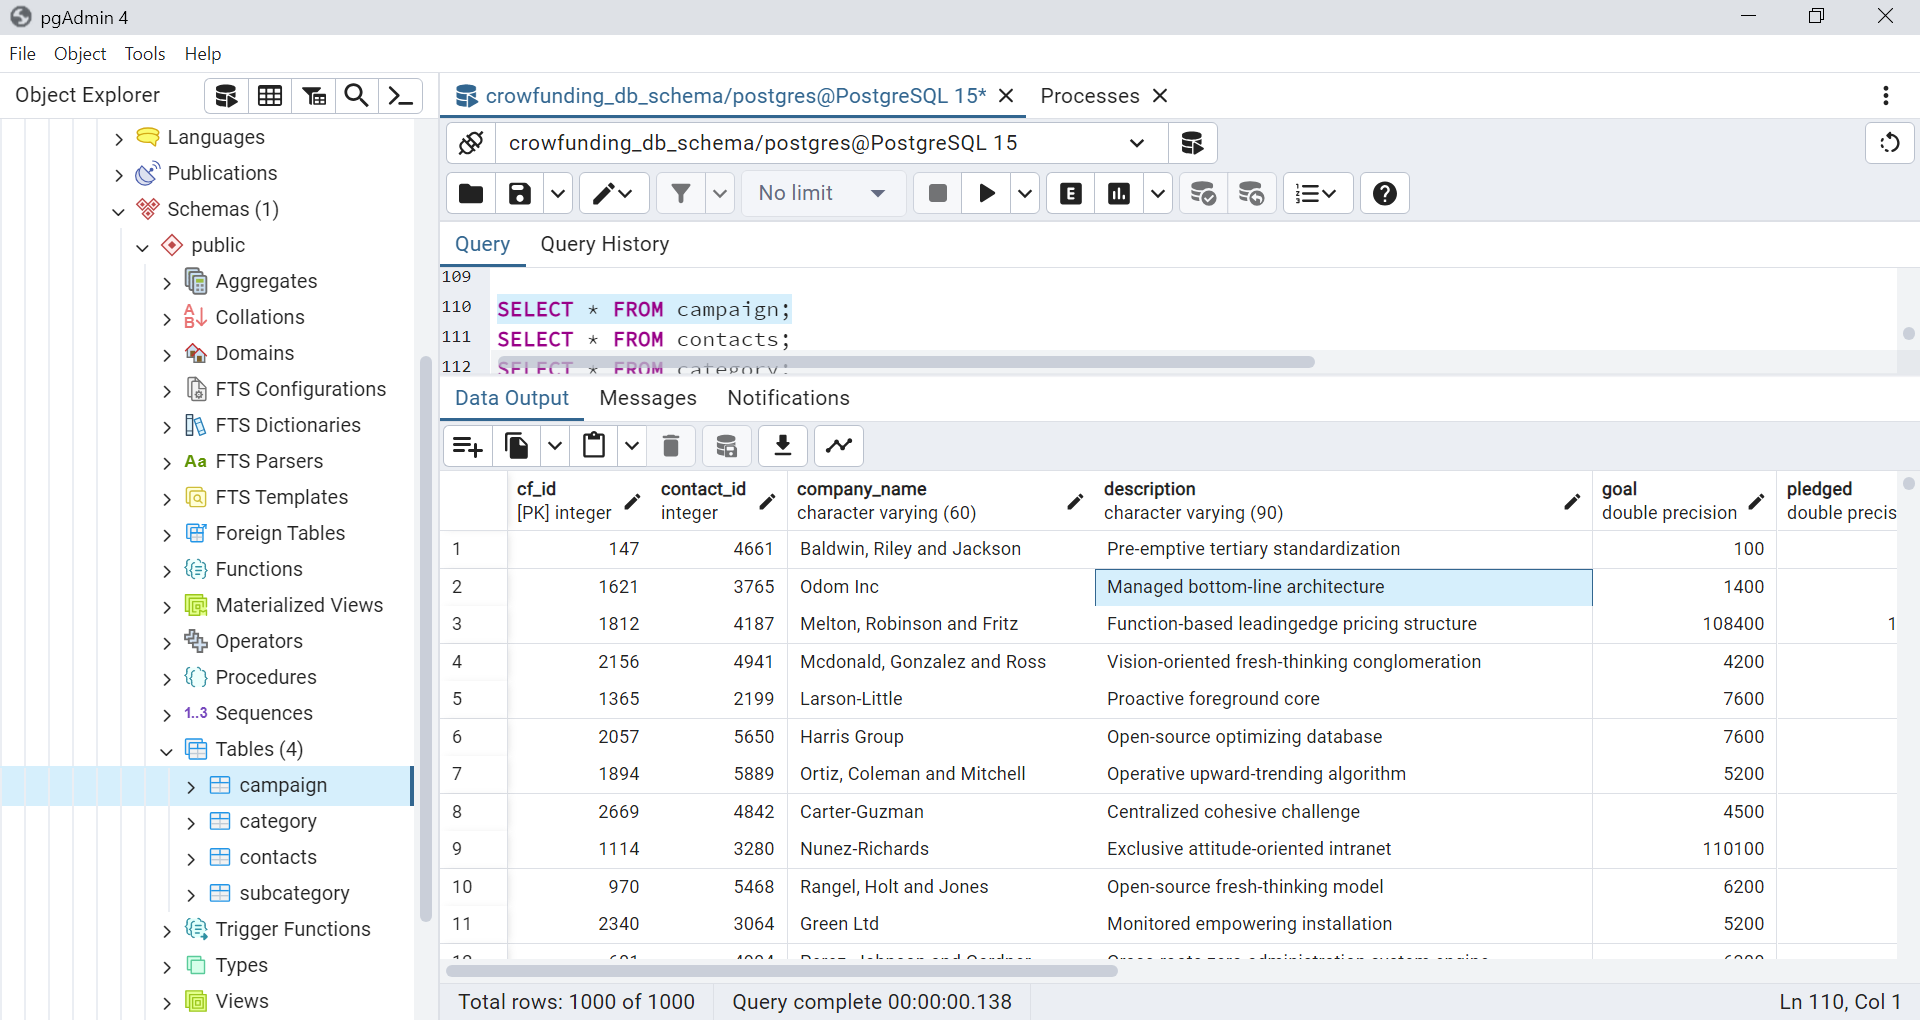 pgAdmin 4
File Object Tools Help
Object Explorer
Languages
Publications
Schemas (1)
public
Aggregates
Collations
Domains
FTS Configurations
FTS Dictionaries
Aa FTS Parsers
FTS Templates
Foreign Tables
Functions
Materialized Views
Operators
Procedures
1..3 Sequences
Tables (4)
campaign
category
contacts
subcategory
Trigger Functions
Types
Views
crowfunding_db_schema/postgres@PostgreSQL 15* Processes
crowfunding_db_schema/postgres@PostgreSQL 15
No limit E
Query Query History
109
110 SELECT * FROM campaign;
111 SELECT * FROM contacts;
112 SELECT * FROM category;
Data Output Messages Notifications
cf_id contact_id company_name description goal pledged
[PK] integer integer character varying (60) character varying (90) double precision double precis
1 147 4661 Baldwin, Riley and Jackson Pre-emptive tertiary standardization 100
2 1621 3765 Odom Inc Managed bottom-line architecture 1400
3 1812 4187 Melton, Robinson and Fritz Function-based leadingedge pricing structure 108400 1
4 2156 4941 Mcdonald, Gonzalez and Ross Vision-oriented fresh-thinking conglomeration 4200
5 1365 2199 Larson-Little Proactive foreground core 7600
6 2057 5650 Harris Group Open-source optimizing database 7600
7 1894 5889 Ortiz, Coleman and Mitchell Operative upward-trending algorithm 5200
8 2669 4842 Carter-Guzman Centralized cohesive challenge 4500
9 1114 3280 Nunez-Richards Exclusive attitude-oriented intranet 110100
10 970 5468 Rangel, Holt and Jones Open-source fresh-thinking model 6200
11 2340 3064 Green Ltd Monitored empowering installation 5200
Total rows: 1000 of 1000 Query complete 00:00:00.138 Ln 110, Col 1